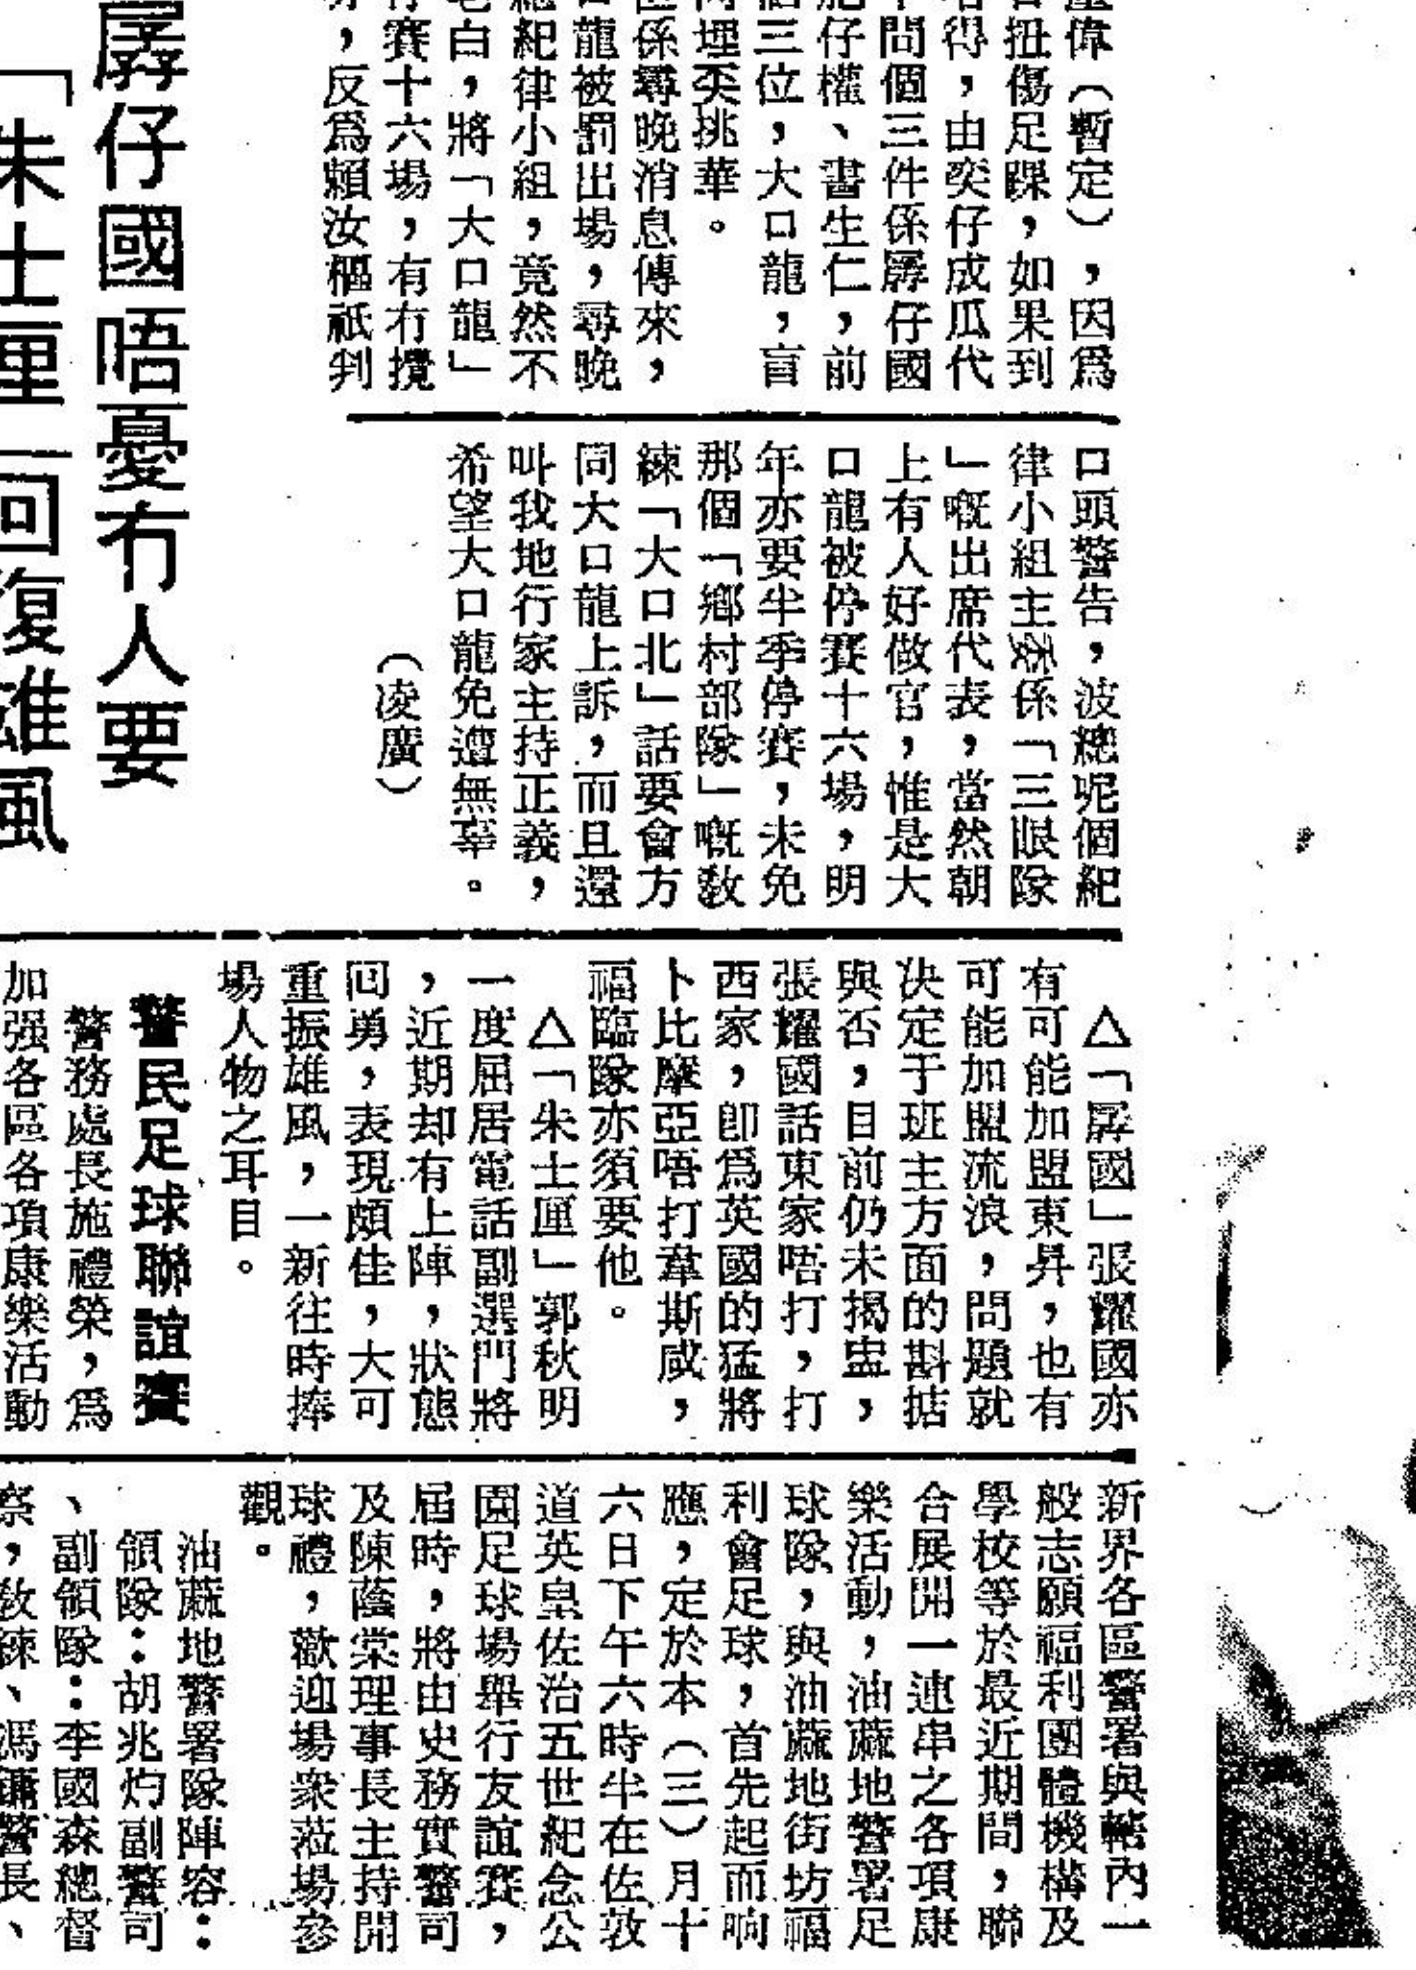 偉（暫定），因爲
扭傷足踝，如果到
得，由奕仔成瓜代
問個三件係孱仔國
肥仔權、書生仁，前
三位，大口龍，盲
埋奀挑華。
係尋晚消息傳來，
龍被罰出場，尋晚
紀律小組，竟然不
白，將「大口龍」
賽十六場，有冇攪
，反爲賴汝樞祇判
口頭警告，波總呢個紀
律小組主席係「三眼隊
」嘅出席代表，當然朝
上有人好做官，惟是大
口龍被停賽十六場，明
年亦要半季停賽，未免
那個「鄉村部隊」嘅敎
練「大口北」話要會方
同大口龍上訴，而且還
叫我地行家主持正義，
希望大口龍免遭無辜。
（凌廣）
孱仔國唔憂冇人要
「朱士厘」回復雄風
△「孱國」張耀國亦
有可能加盟東昇，也有
可能加盟流浪，問題就
決定于班主方面的斟掂
與否，目前仍未揭盅，
張耀國話東家唔打，打
西家，卽爲英國的猛將
卜比摩亞唔打韋斯咸，
福臨隊亦須要他。
△「朱士厘」郭秋明
一度屈居電話副選門將
，近期却有上陣，狀態
回勇，表現頗佳，大可
重振雄風，一新往時捧
場人物之耳目。
警民足球聯誼賽
警務處長施禮榮，爲
加强各區各項康樂活動
新界各區警署與轄內一
般志願福利團體機構及
學校等於最近期間，聯
合展開一連串之各項康
樂活動，油蔴地警署足
球隊，與油蔴地街坊福
利會足球，首先起而响
應，定於本（三）月十
六日下午六時半在佐敦
道英皇佐治五世紀念公
園足球場舉行友誼賽，
屆時，將由史務實警司
及陳蔭棠理事長主持開
球禮，歡迎場衆蒞場參
觀。
油蔴地警署隊陣容：
領隊：胡兆灼副警司
、副領隊：李國森總督
察，敎練、馮鏞警長、